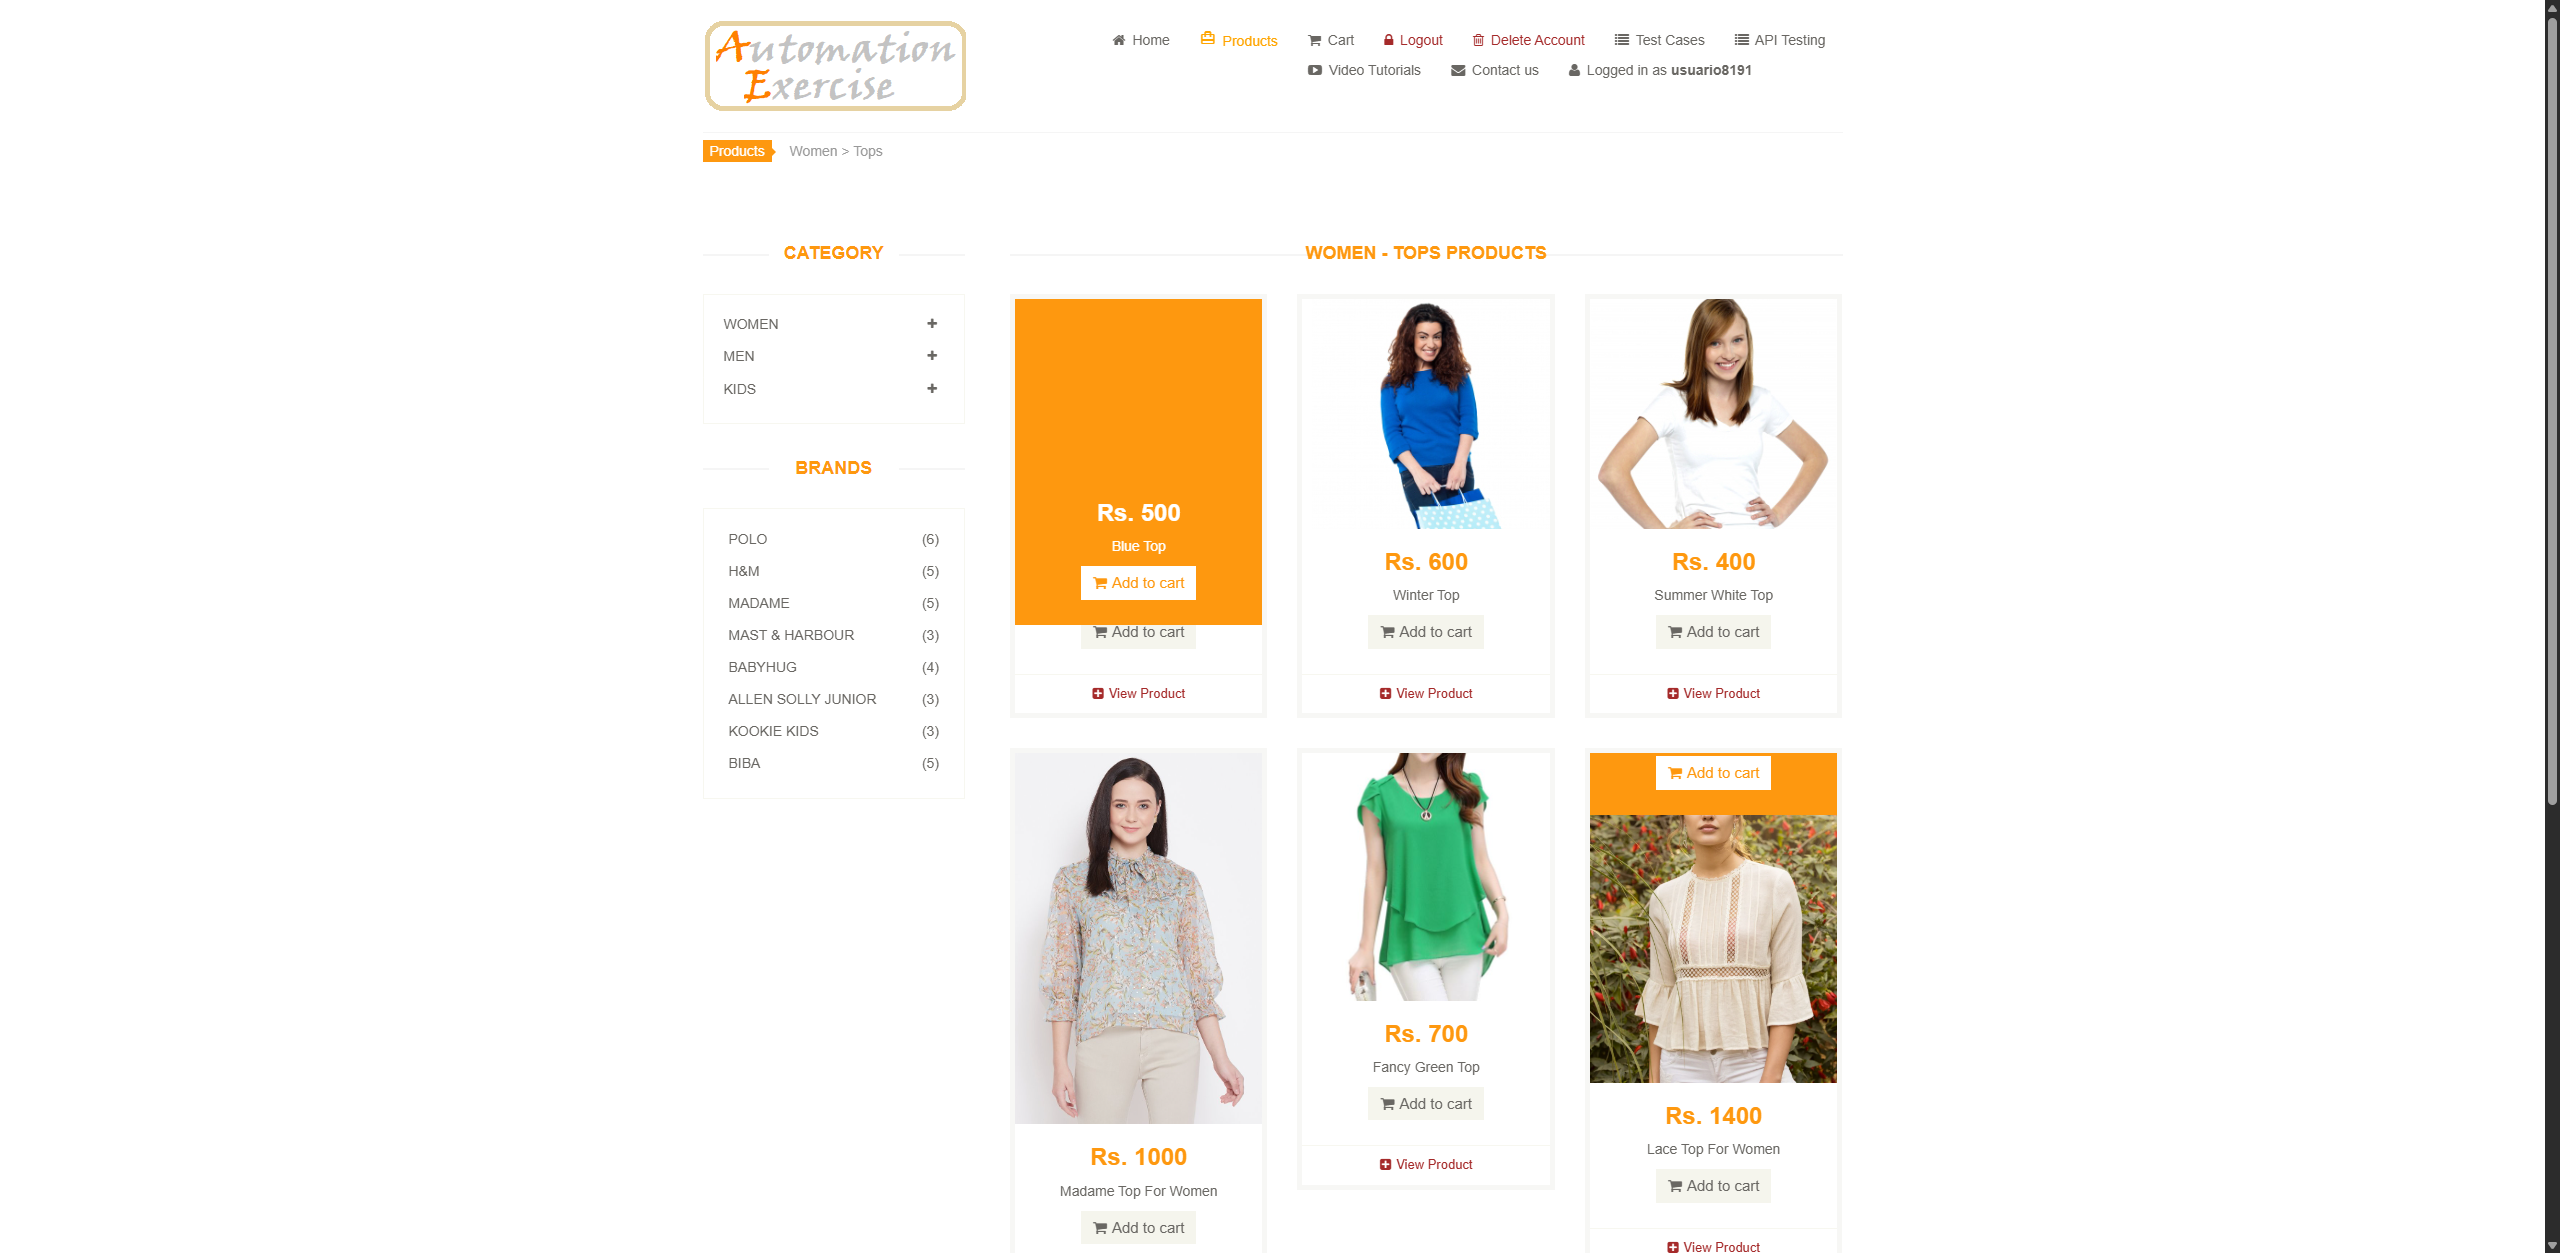 Automation
Exercise
Home
Products
Cart
Logout
Delete Account
Test Cases
API Testing
Video Tutorials
Contact us
Logged in as usuario8191
Products
Women > Tops
CATEGORY
WOMEN
MEN
KIDS
BRANDS
POLO (6)
H&M (5)
MADAME (5)
MAST & HARBOUR (3)
BABYHUG (4)
ALLEN SOLLY JUNIOR (3)
KOOKIE KIDS (3)
BIBA (5)
WOMEN - TOPS PRODUCTS
Rs. 500
Blue Top
Add to cart
Add to cart
View Product
Rs. 600
Winter Top
Add to cart
View Product
Rs. 400
Summer White Top
Add to cart
View Product
Rs. 1000
Madame Top For Women
Add to cart
Rs. 700
Fancy Green Top
Add to cart
View Product
Add to cart
Rs. 1400
Lace Top For Women
Add to cart
View Product